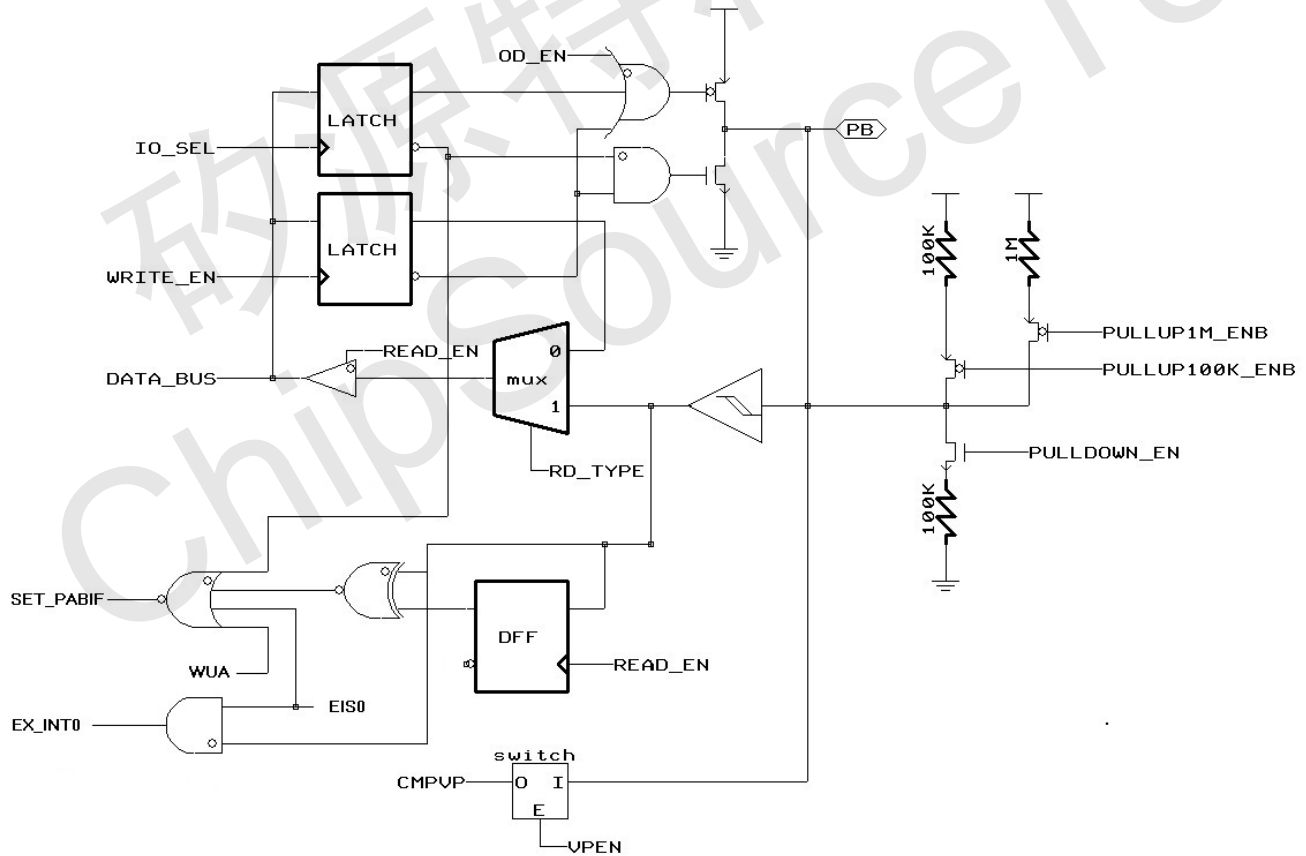 矽源特
ChipSourceTe
OD_EN
LATCH
IO_SEL
PB
LATCH
WRITE_EN
100K
1M
READ_EN
0
PULLUP1M_ENB
DATA_BUS
mux
PULLUP100K_ENB
1
RD_TYPE
PULLDOWN_EN
100K
SET_PABIF
DFF
WUA
READ_EN
EIS0
EX_INT0
switch
CMPVP
O I
E
VPEN